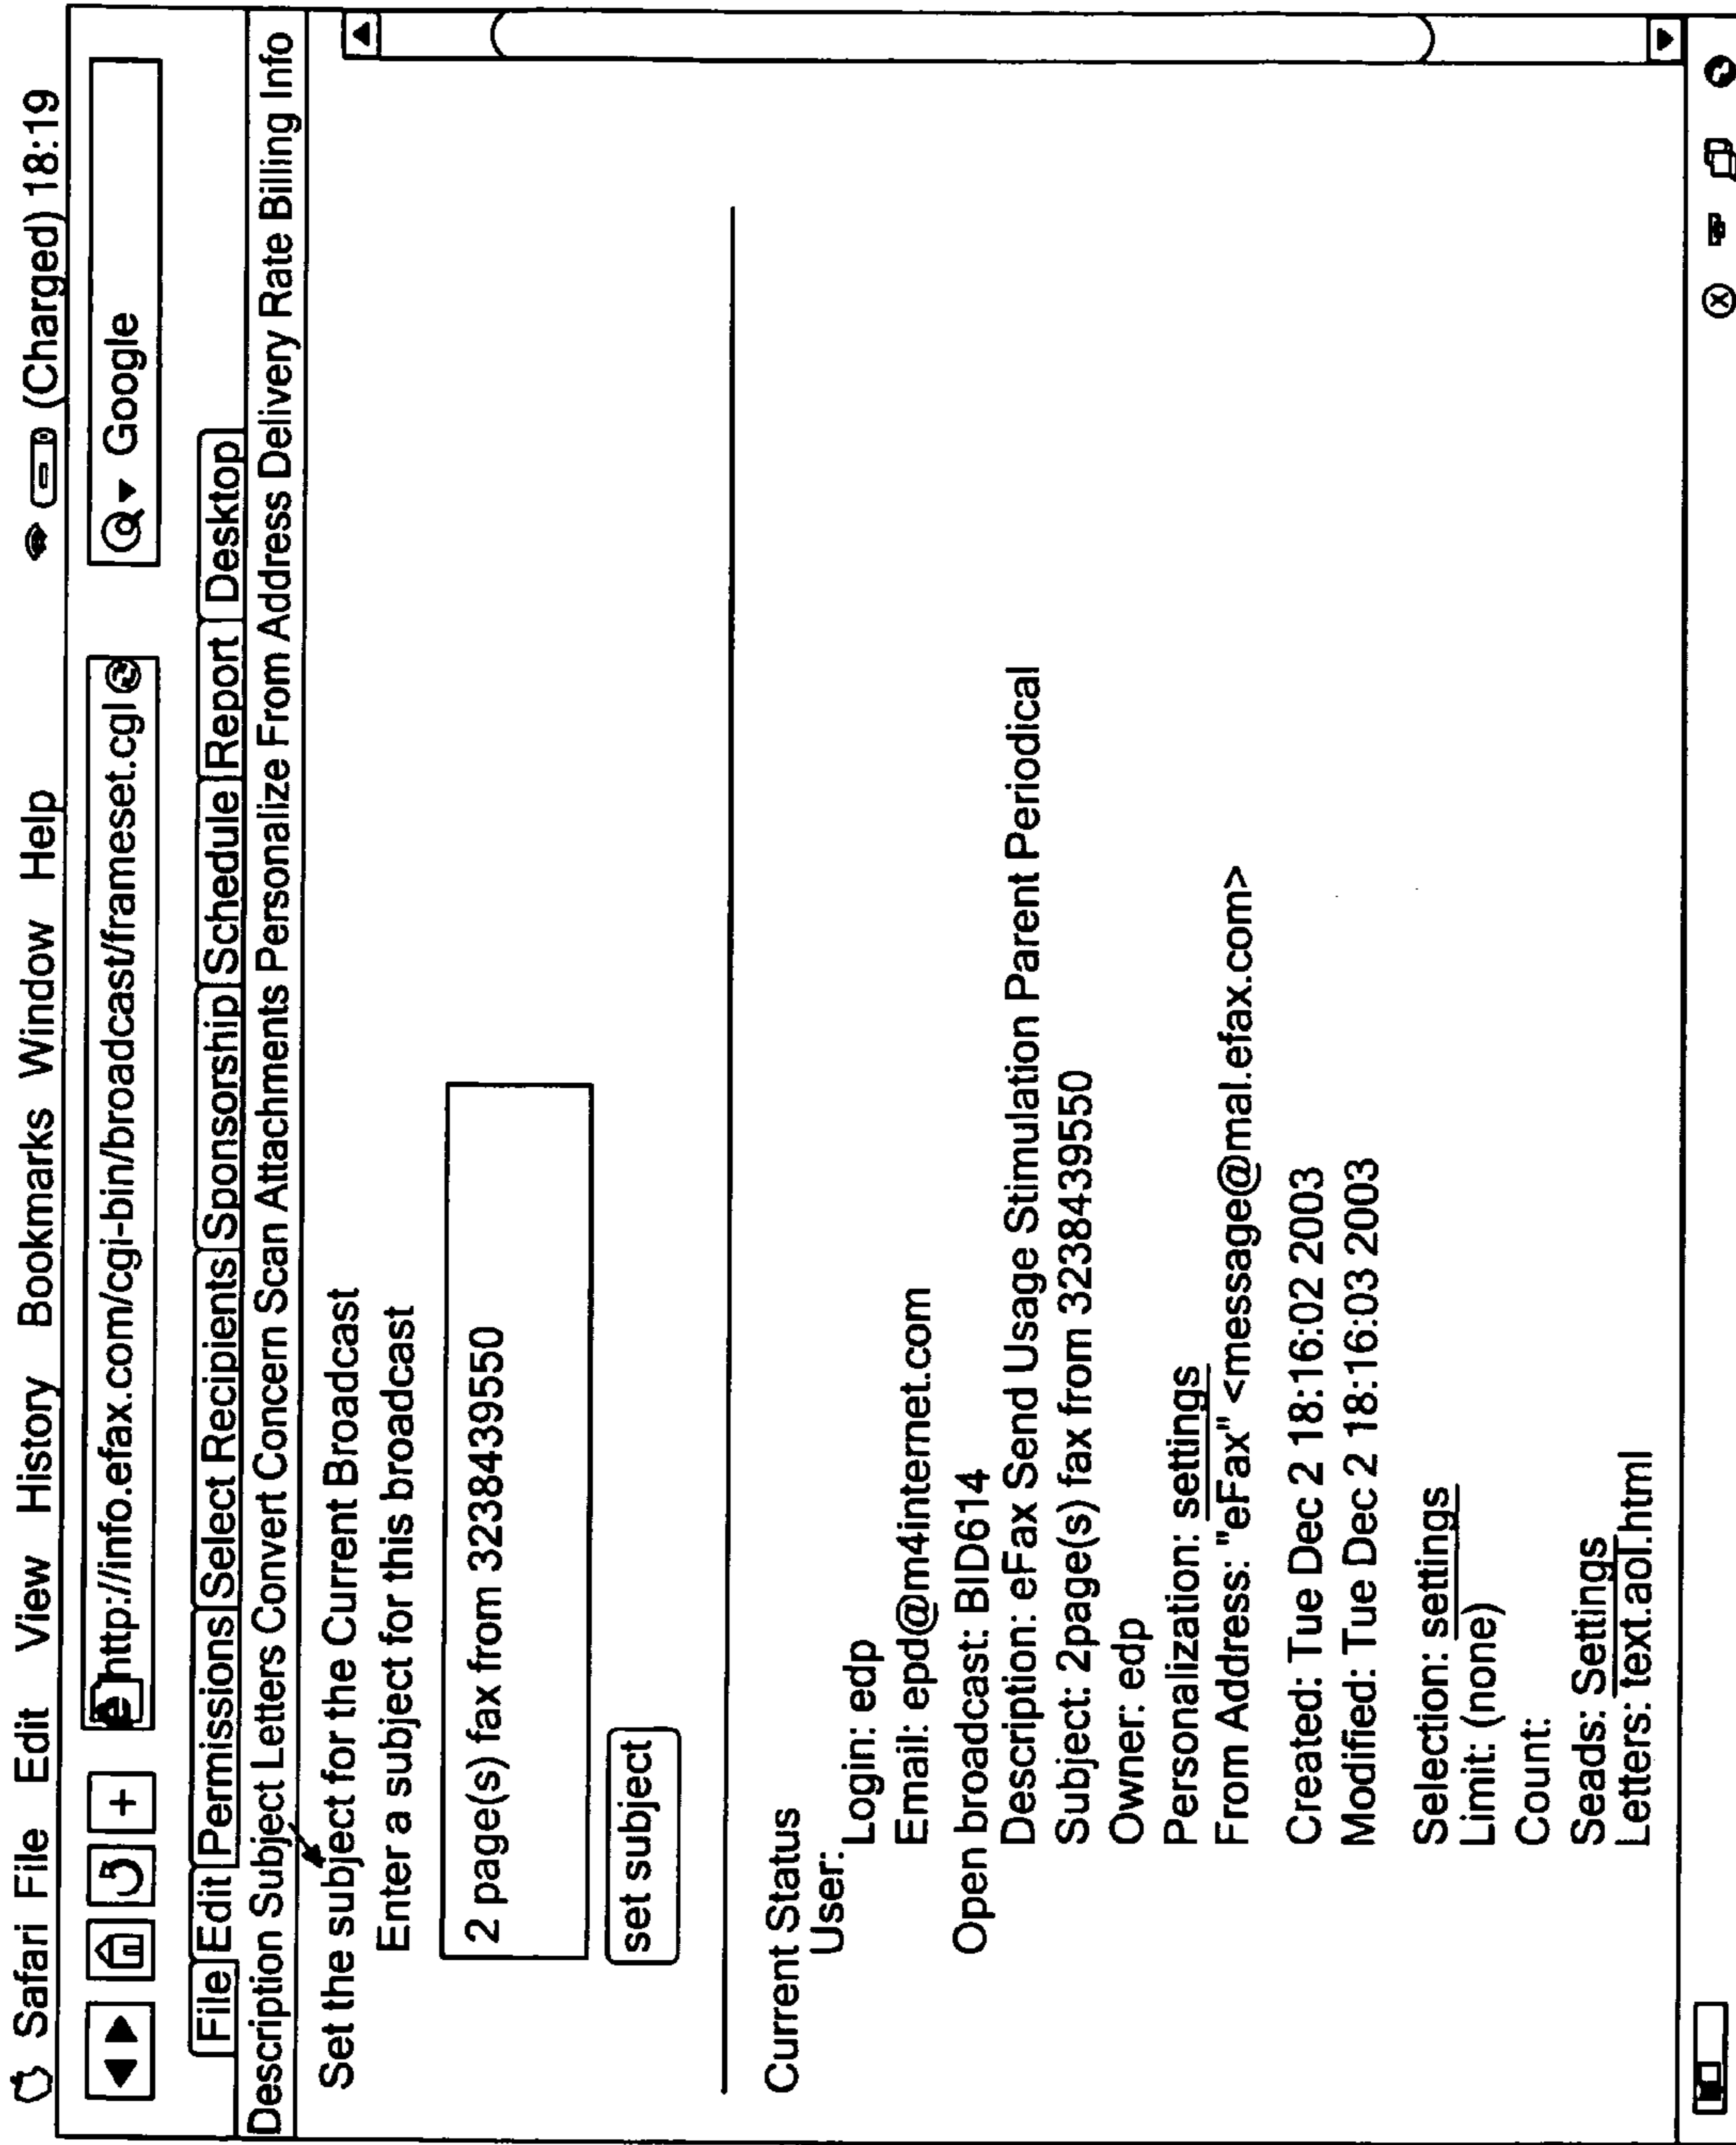 Safari File Edit View History Bookmarks Window Help (Charged) 18:19
http://info.efax.com/cgi-bin/broadcast/frameset.cgl Google
File Edit Permissions Select Recipients Sponsorship Schedule Report Desktop
Description Subject Letters Convert Concern Scan Attachments Personalize From Address Delivery Rate Billing Info
Set the subject for the Current Broadcast
Enter a subject for this broadcast
2 page(s) fax from 3238439550
set subject
Current Status
User:
Login: edp
Email: epd@m4internet.com
Open broadcast: BID614
Description: eFax Send Usage Stimulation Parent Periodical
Subject: 2page(s) fax from 3238439550
Owner: edp
Personalization: settings
From Address: "eFax" <message@mal.efax.com>
Created: Tue Dec 2 18:16:02 2003
Modified: Tue Dec 2 18:16:03 2003
Selection: settings
Limit: (none)
Count:
Seads: Settings
Letters: text.aol.html